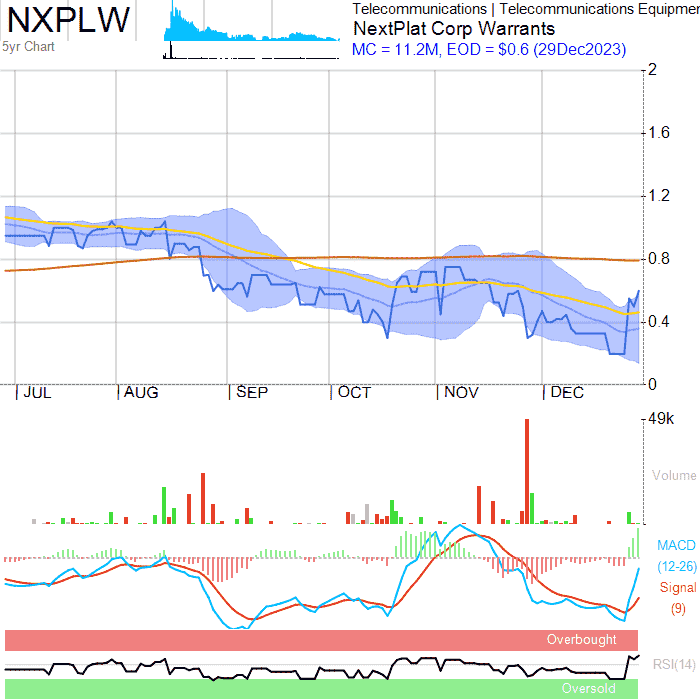 NXPLW
Telecommunications | Telecommunications Equipmen
5yr Chart
NextPlat Corp Warrants
MC = 11.2M, EOD = $0.6 (29Dec2023)
2
1.6
1.2
0.8
0.4
0
JUL
AUG
SEP
OCT
NOV
DEC
49k
Volume
MACD
(12-26)
Signal
(9)
Overbought
RSI(14)
Oversold